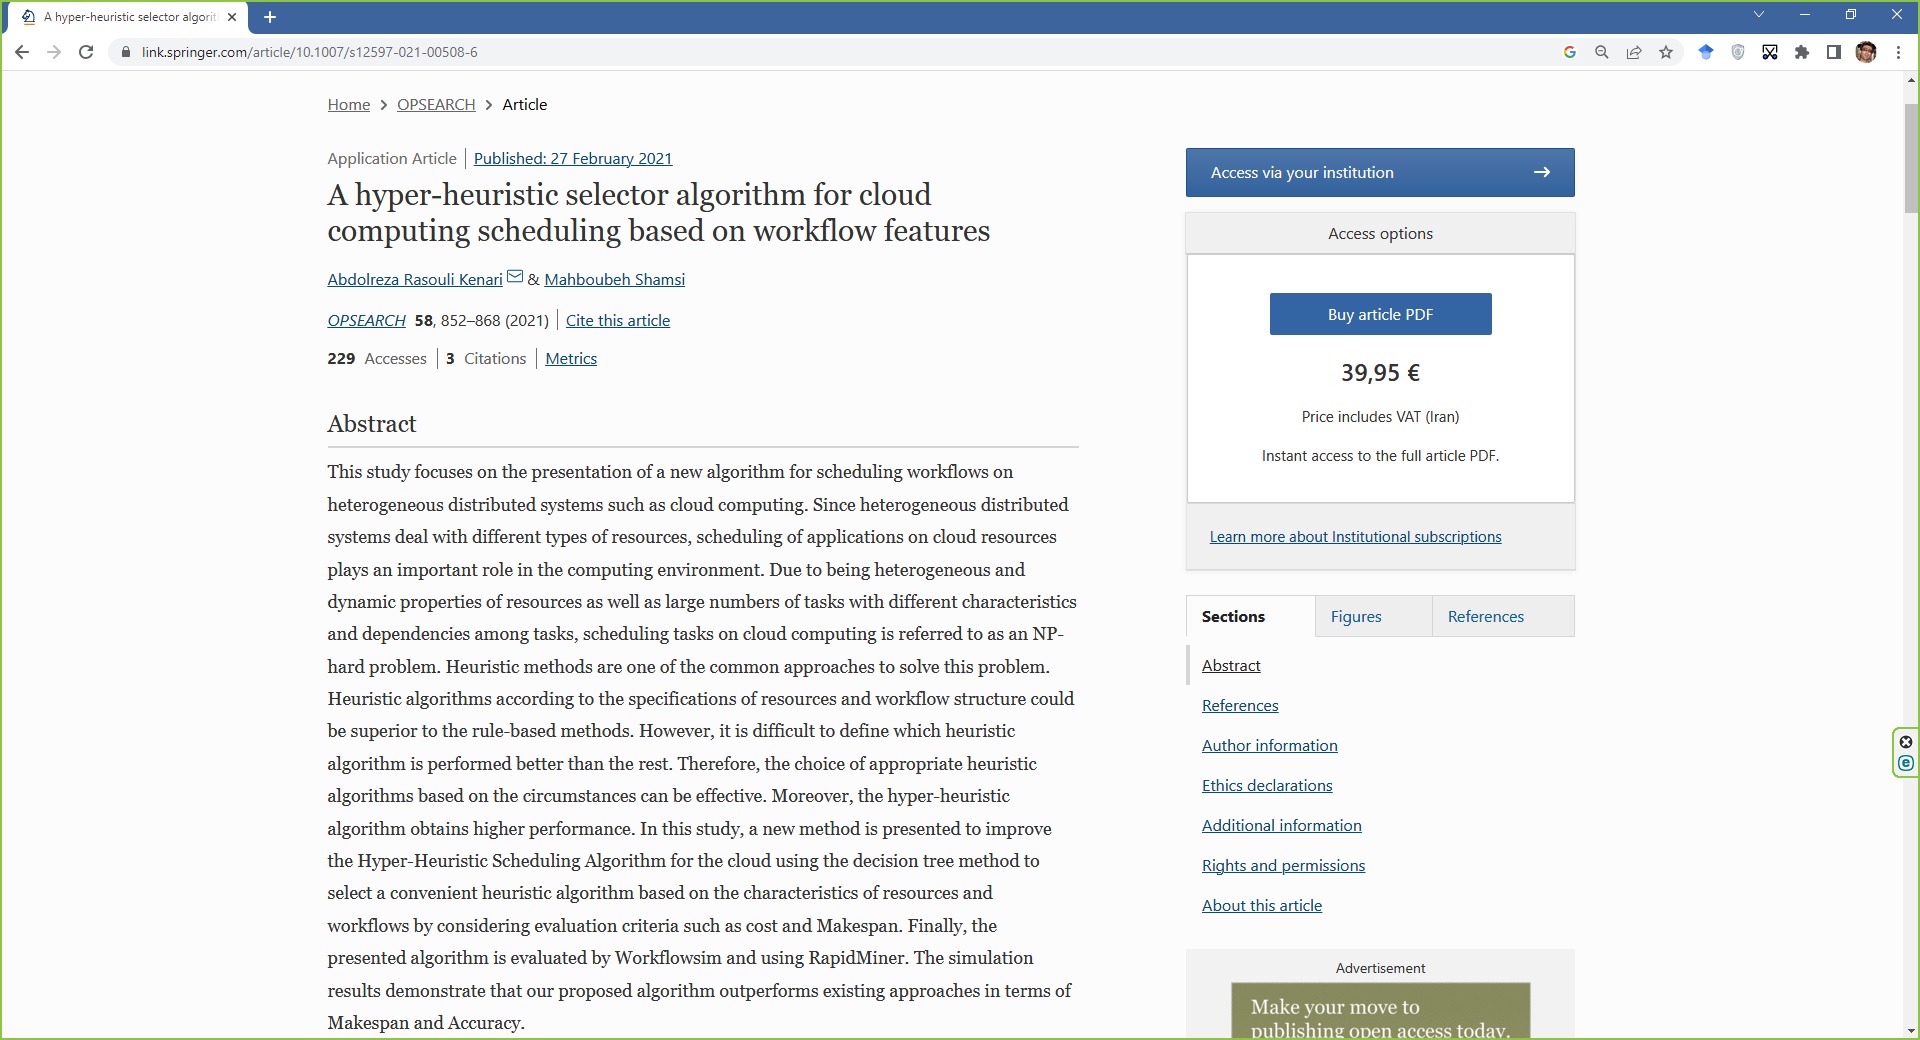 A hyper-heuristic selector algorit
link.springer.com/article/10.1007/s12597-021-00508-6
Home > OPSEARCH > Article
Application Article | Published: 27 February 2021
A hyper-heuristic selector algorithm for cloud
computing scheduling based on workflow features
Abdolreza Rasouli Kenari & Mahboubeh Shamsi
OPSEARCH 58, 852–868 (2021) | Cite this article
229 Accesses | 3 Citations | Metrics
Abstract
This study focuses on the presentation of a new algorithm for scheduling workflows on
heterogeneous distributed systems such as cloud computing. Since heterogeneous distributed
systems deal with different types of resources, scheduling of applications on cloud resources
plays an important role in the computing environment. Due to being heterogeneous and
dynamic properties of resources as well as large numbers of tasks with different characteristics
and dependencies among tasks, scheduling tasks on cloud computing is referred to as an NP-
hard problem. Heuristic methods are one of the common approaches to solve this problem.
Heuristic algorithms according to the specifications of resources and workflow structure could
be superior to the rule-based methods. However, it is difficult to define which heuristic
algorithm is performed better than the rest. Therefore, the choice of appropriate heuristic
algorithms based on the circumstances can be effective. Moreover, the hyper-heuristic
algorithm obtains higher performance. In this study, a new method is presented to improve
the Hyper-Heuristic Scheduling Algorithm for the cloud using the decision tree method to
select a convenient heuristic algorithm based on the characteristics of resources and
workflows by considering evaluation criteria such as cost and Makespan. Finally, the
presented algorithm is evaluated by Workflowsim and using RapidMiner. The simulation
results demonstrate that our proposed algorithm outperforms existing approaches in terms of
Makespan and Accuracy.
Access via your institution
Access options
Buy article PDF
39,95 €
Price includes VAT (Iran)
Instant access to the full article PDF.
Learn more about Institutional subscriptions
Sections Figures References
Abstract
References
Author information
Ethics declarations
Additional information
Rights and permissions
About this article
Advertisement
Make your move to
publishing open access today.